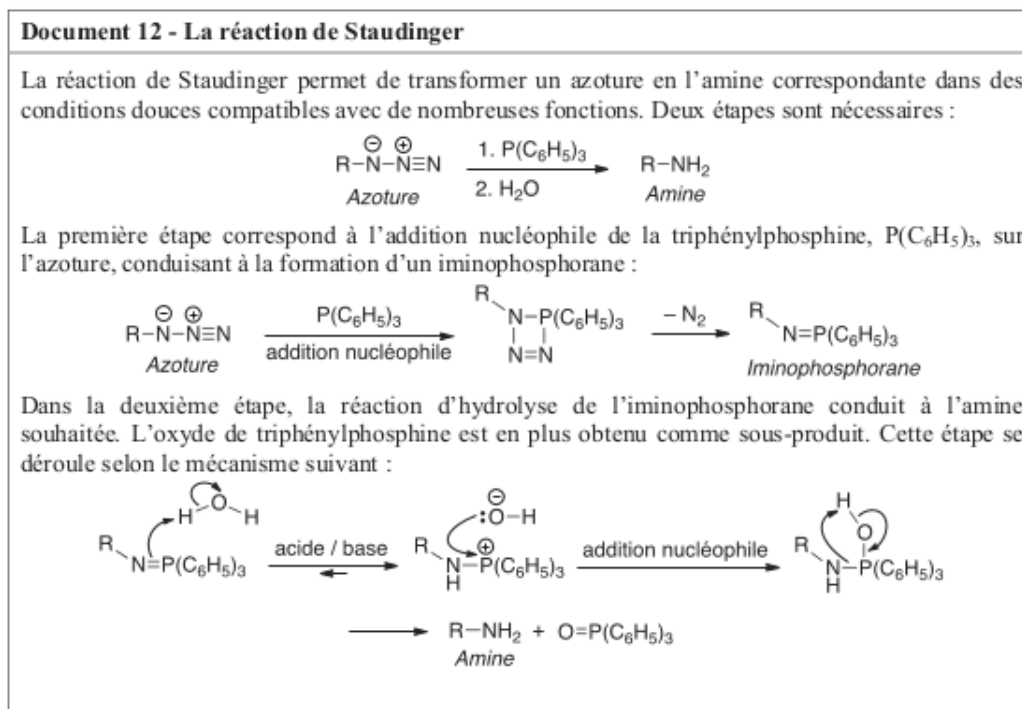 Document 12 - La réaction de Staudinger
La réaction de Staudinger permet de transformer un azoture en l'amine correspondante dans des
conditions douces compatibles avec de nombreuses fonctions. Deux étapes sont nécessaires :
R–N–N≡N ⊖ ⊕ 1. P(C6H5)3 R–NH2
Azoture 2. H2O Amine
La première étape correspond à l'addition nucléophile de la triphénylphosphine, P(C6H5)3, sur
l'azoture, conduisant à la formation d'un iminophosphorane :
⊖ ⊕ P(C6H5)3 R R
R–N–N≡N N–P(C6H5)3 – N2 N=P(C6H5)3
Azoture addition nucléophile N=N Iminophosphorane
Dans la deuxième étape, la réaction d'hydrolyse de l'iminophosphorane conduit à l'amine
souhaitée. L'oxyde de triphénylphosphine est en plus obtenu comme sous-produit. Cette étape se
déroule selon le mécanisme suivant :
H O H ⊖ :O–H H O
R N=P(C6H5)3 acide / base R N–P(C6H5)3 ⊕ H addition nucléophile R N–P(C6H5)3 H
R–NH2 + O=P(C6H5)3
Amine